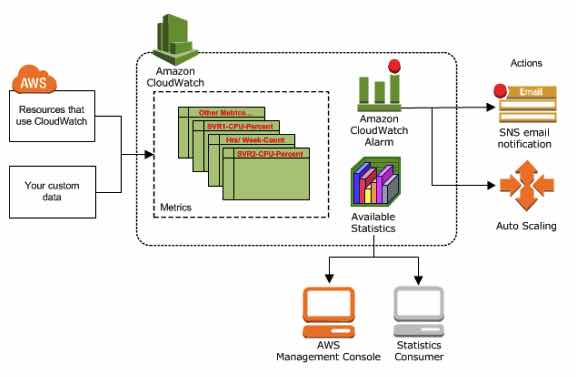 Amazon
CloudWatch
Actions
AWS
Resources that
use CloudWatch
Your custom
data
Other Metrics...
SVR1-CPU-Percent
Hrs/ Week-Count
SVR2-CPU-Percent
Metrics
Amazon
CloudWatch
Alarm
Available
Statistics
Email
SNS email
notification
Auto Scaling
AWS
Management Console
Statistics
Consumer